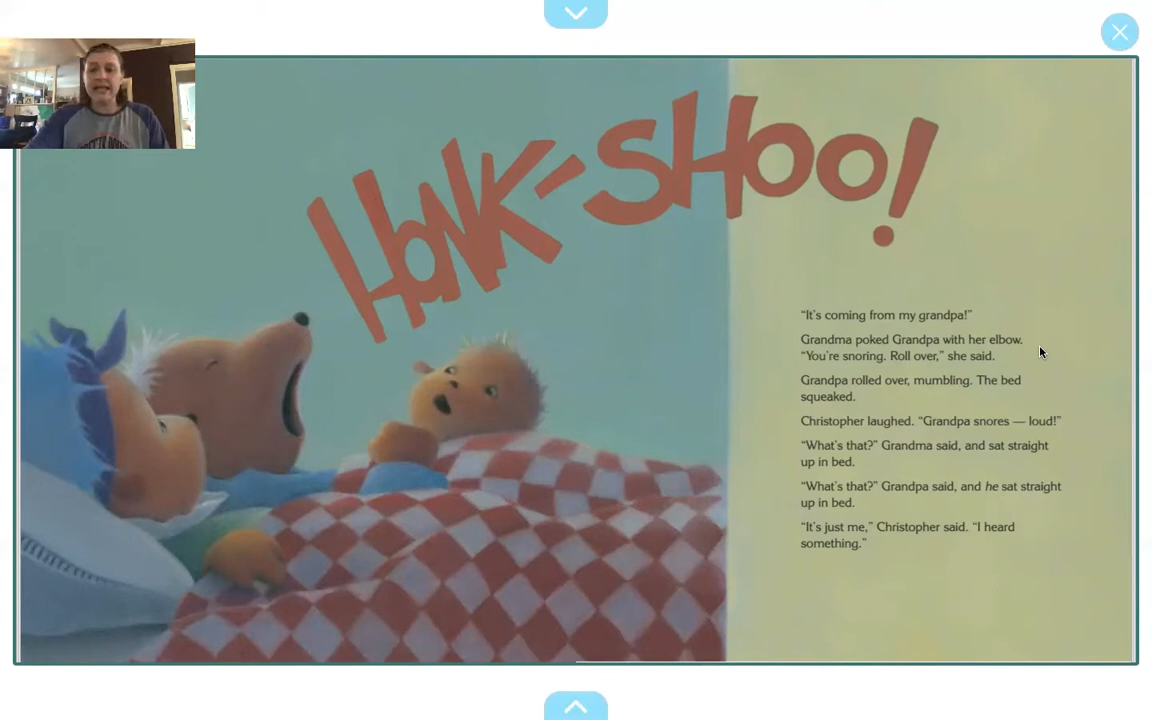 HONK-SHOO!
“It’s coming from my grandpa!”
Grandma poked Grandpa with her elbow.
“You’re snoring. Roll over,” she said.
Grandpa rolled over, mumbling. The bed
squeaked.
Christopher laughed. “Grandpa snores — loud!”
“What’s that?” Grandma said, and sat straight
up in bed.
“What’s that?” Grandpa said, and he sat straight
up in bed.
“It’s just me,” Christopher said. “I heard
something.”